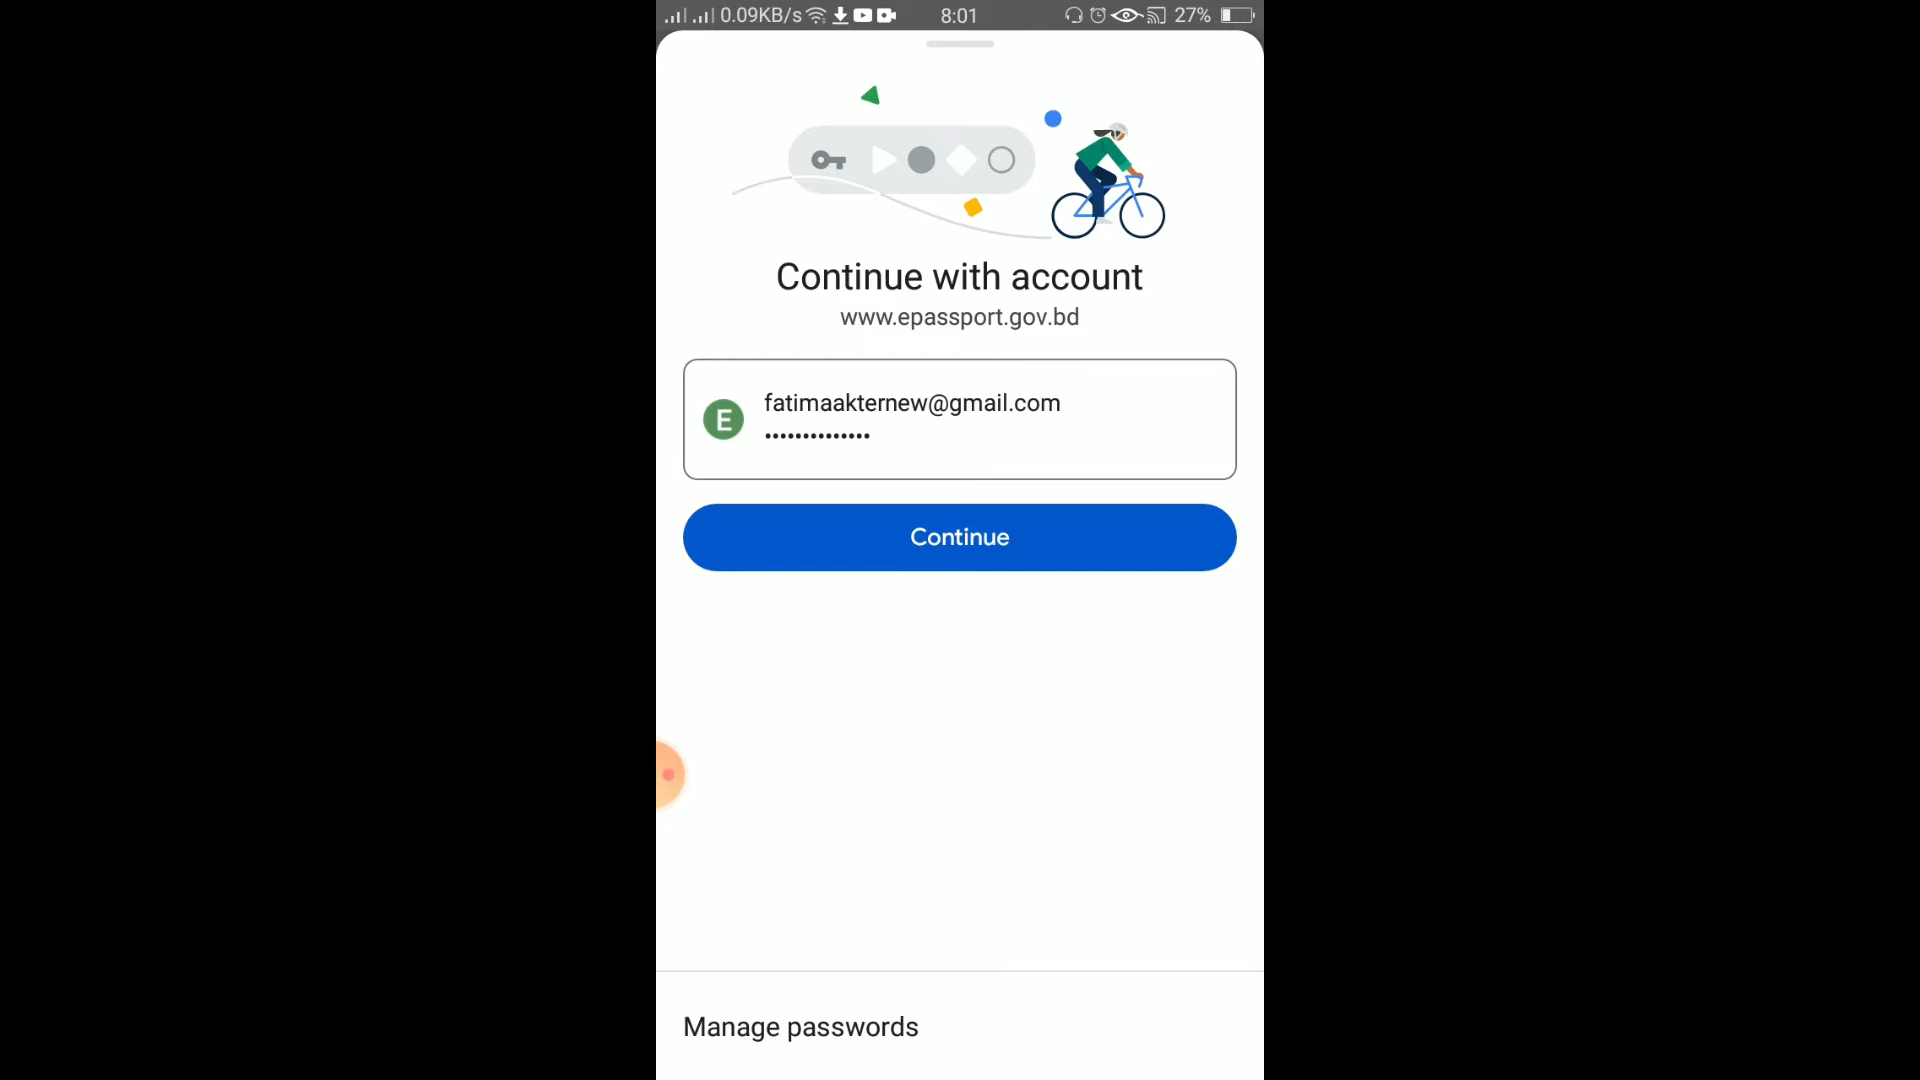 0.09KB/s 8:01 27%
Continue with account
www.epassport.gov.bd
E
fatimaakternew@gmail.com
••••••••••••••
Continue
Manage passwords